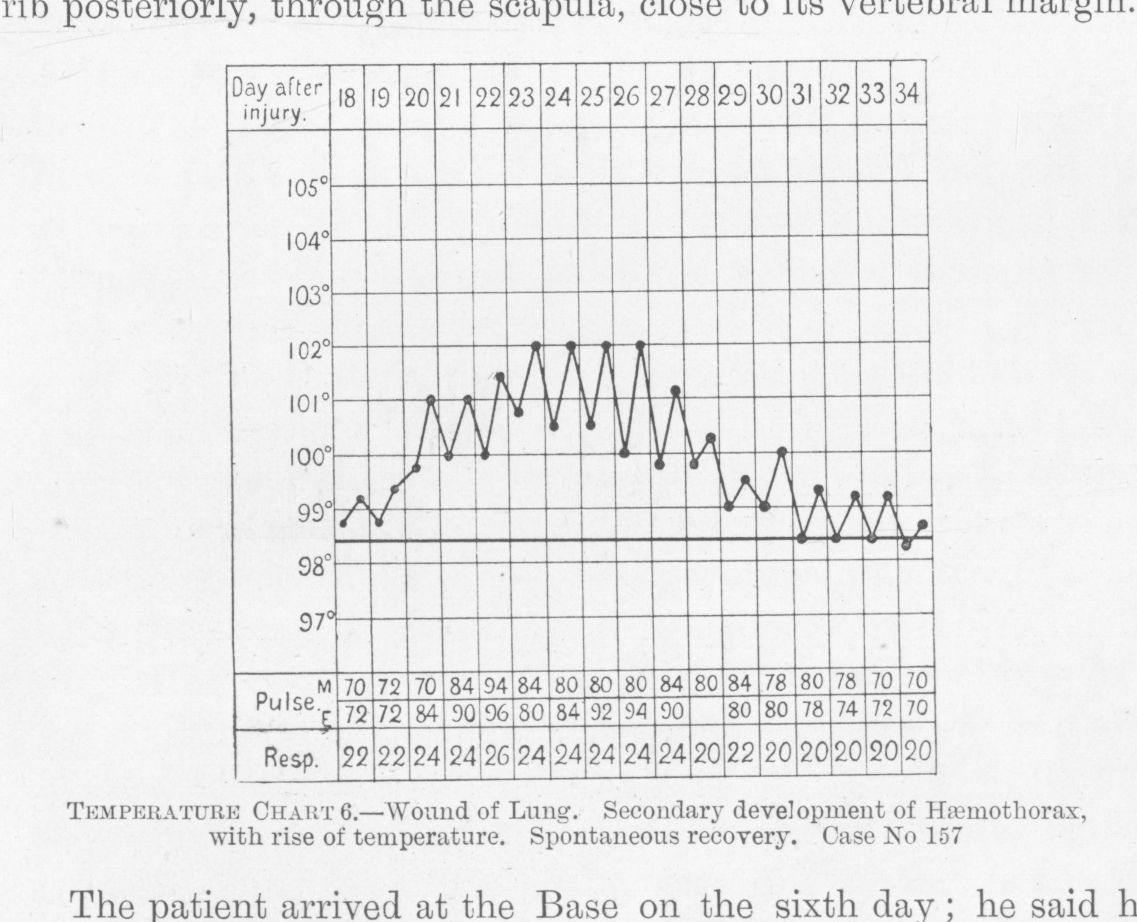 rib posteriorly, through the scapula, close to its vertebral margin.
Day after injury. 18 19 20 21 22 23 24 25 26 27 28 29 30 31 32 33 34
105°
104°
103°
102°
101°
100°
99°
98°
97°
Pulse. M 70 72 70 84 94 84 80 80 80 84 80 84 78 80 78 70 70
E 72 72 84 90 96 80 84 92 94 90 80 80 78 74 72 70
Resp. 22 22 24 24 26 24 24 24 24 24 20 22 20 20 20 20 20
Temperature Chart 6.—Wound of Lung. Secondary development of Hæmothorax,
with rise of temperature. Spontaneous recovery. Case No 157
The patient arrived at the Base on the sixth day; he said